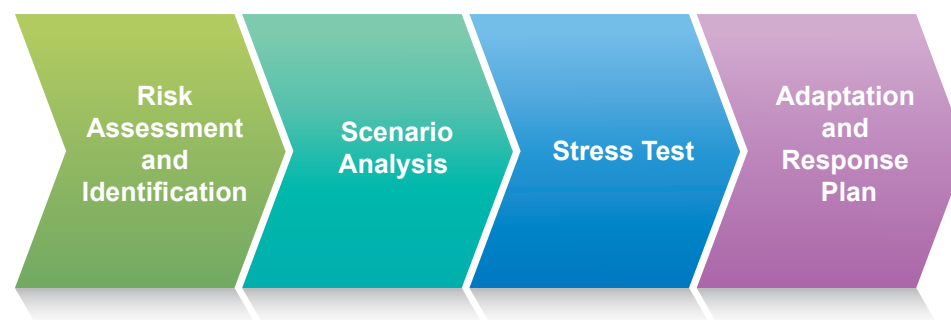 Risk
Assessment
and
Identification
Scenario
Analysis
Stress Test
Adaptation
and
Response
Plan